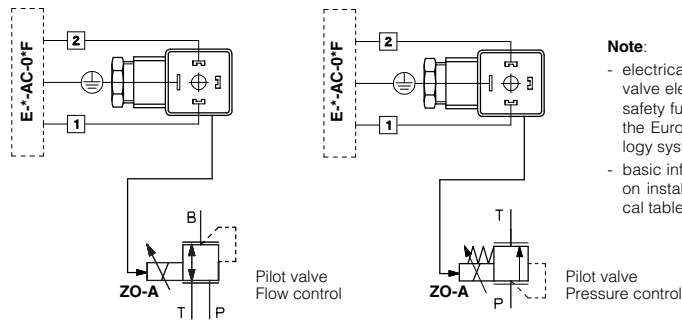 E-*-AC-0*F
2
1
B
ZO-A
T P
Pilot valve
Flow control
E-*-AC-0*F
2
1
T
ZO-A
P
Pilot valve
Pressure control
Note:
- electrical
valve ele
safety fu
the Euro
logy syst
- basic inf
on instal
cal table